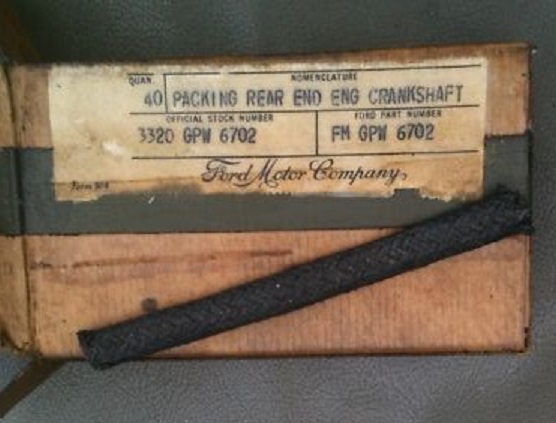 QUAN. NOMENCLATURE
40 PACKING REAR END ENG CRANKSHAFT
OFFICIAL STOCK NUMBER FORD PART NUMBER
3320 GPW 6702 FM GPW 6702
Ford Motor Company,
Form